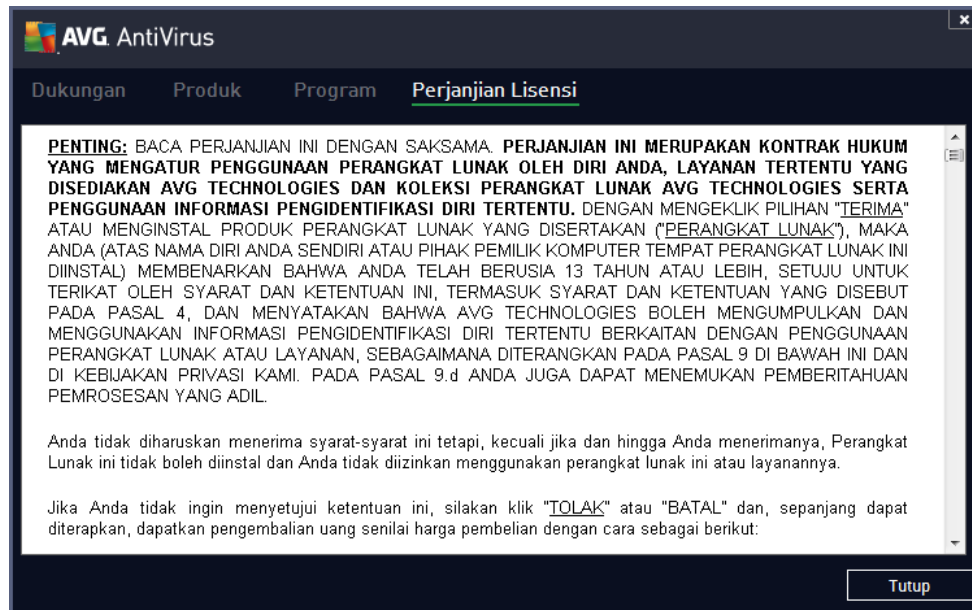 AVG. AntiVirus
Dukungan Produk Program Perjanjian Lisensi
PENTING: BACA PERJANJIAN INI DENGAN SAKSAMA. PERJANJIAN INI MERUPAKAN KONTRAK HUKUM
YANG MENGATUR PENGGUNAAN PERANGKAT LUNAK OLEH DIRI ANDA, LAYANAN TERTENTU YANG
DISEDIAKAN AVG TECHNOLOGIES DAN KOLEKSI PERANGKAT LUNAK AVG TECHNOLOGIES SERTA
PENGGUNAAN INFORMASI PENGIDENTIFIKASI DIRI TERTENTU. DENGAN MENGEKLIK PILIHAN "TERIMA"
ATAU MENGINSTAL PRODUK PERANGKAT LUNAK YANG DISERTAKAN ("PERANGKAT LUNAK"), MAKA
ANDA (ATAS NAMA DIRI ANDA SENDIRI ATAU PIHAK PEMILIK KOMPUTER TEMPAT PERANGKAT LUNAK INI
DIINSTAL) MEMBENARKAN BAHWA ANDA TELAH BERUSIA 13 TAHUN ATAU LEBIH, SETUJU UNTUK
TERIKAT OLEH SYARAT DAN KETENTUAN INI, TERMASUK SYARAT DAN KETENTUAN YANG DISEBUT
PADA PASAL 4, DAN MENYATAKAN BAHWA AVG TECHNOLOGIES BOLEH MENGUMPULKAN DAN
MENGGUNAKAN INFORMASI PENGIDENTIFIKASI DIRI TERTENTU BERKAITAN DENGAN PENGGUNAAN
PERANGKAT LUNAK ATAU LAYANAN, SEBAGAIMANA DITERANGKAN PADA PASAL 9 DI BAWAH INI DAN
DI KEBIJAKAN PRIVASI KAMI. PADA PASAL 9.d ANDA JUGA DAPAT MENEMUKAN PEMBERITAHUAN
PEMROSESAN YANG ADIL.
Anda tidak diharuskan menerima syarat-syarat ini tetapi, kecuali jika dan hingga Anda menerimanya, Perangkat
Lunak ini tidak boleh diinstal dan Anda tidak diizinkan menggunakan perangkat lunak ini atau layanannya.
Jika Anda tidak ingin menyetujui ketentuan ini, silakan klik "TOLAK" atau "BATAL" dan, sepanjang dapat
diterapkan, dapatkan pengembalian uang senilai harga pembelian dengan cara sebagai berikut:
Tutup